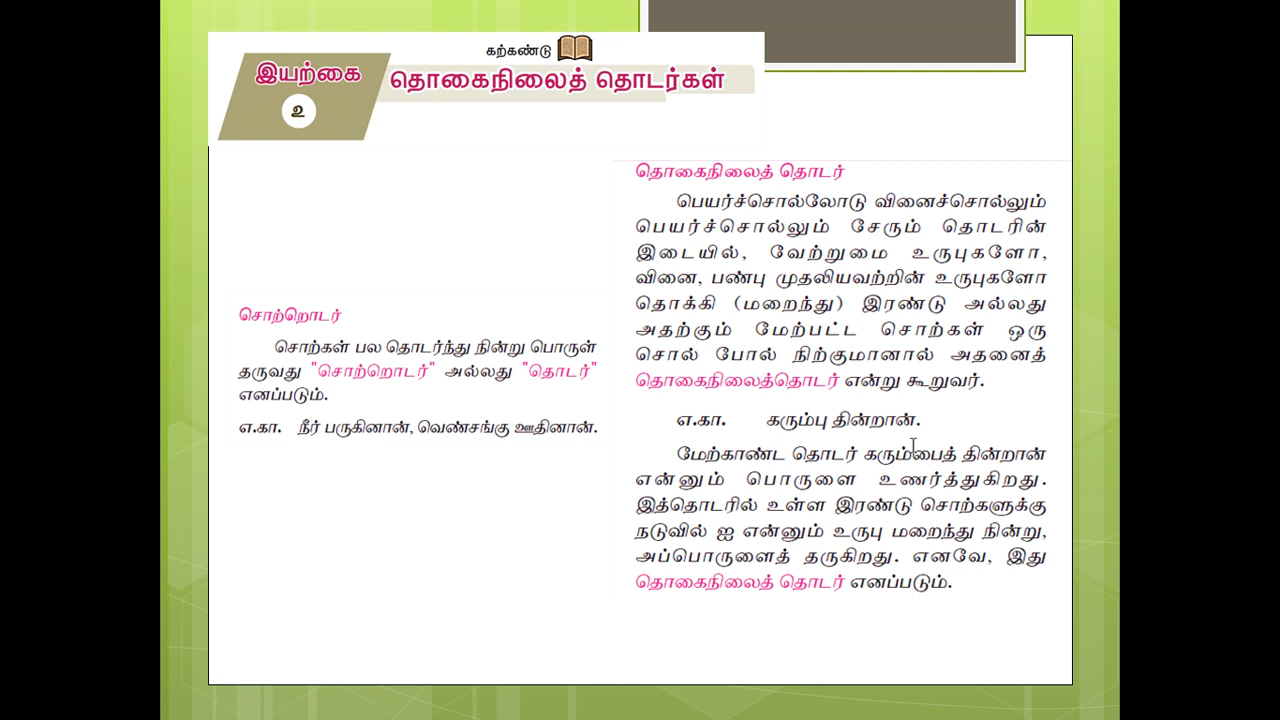 கற்கண்டு
இயற்கை
தொகைநிலைத் தொடர்கள்
௨
சொற்றொடர்
சொற்கள் பல தொடர்ந்து நின்று பொருள்
தருவது "சொற்றொடர்" அல்லது "தொடர்"
எனப்படும்.
எ.கா. நீர் பருகினான், வெண்சங்கு ஊதினான்.
தொகைநிலைத் தொடர்
பெயர்ச்சொல்லோடு வினைச்சொல்லும்
பெயர்ச்சொல்லும் சேரும் தொடரின்
இடையில், வேற்றுமை உருபுகளோ,
வினை, பண்பு முதலியவற்றின் உருபுகளோ
தொக்கி (மறைந்து) இரண்டு அல்லது
அதற்கும் மேற்பட்ட சொற்கள் ஒரு
சொல் போல் நிற்குமானால் அதனைத்
தொகைநிலைத்தொடர் என்று கூறுவர்.
எ.கா. கரும்பு தின்றான்.
மேற்காண்ட தொடர் கரும்பைத் தின்றான்
என்னும் பொருளை உணர்த்துகிறது.
இத்தொடரில் உள்ள இரண்டு சொற்களுக்கு
நடுவில் ஐ என்னும் உருபு மறைந்து நின்று,
அப்பொருளைத் தருகிறது. எனவே, இது
தொகைநிலைத் தொடர் எனப்படும்.